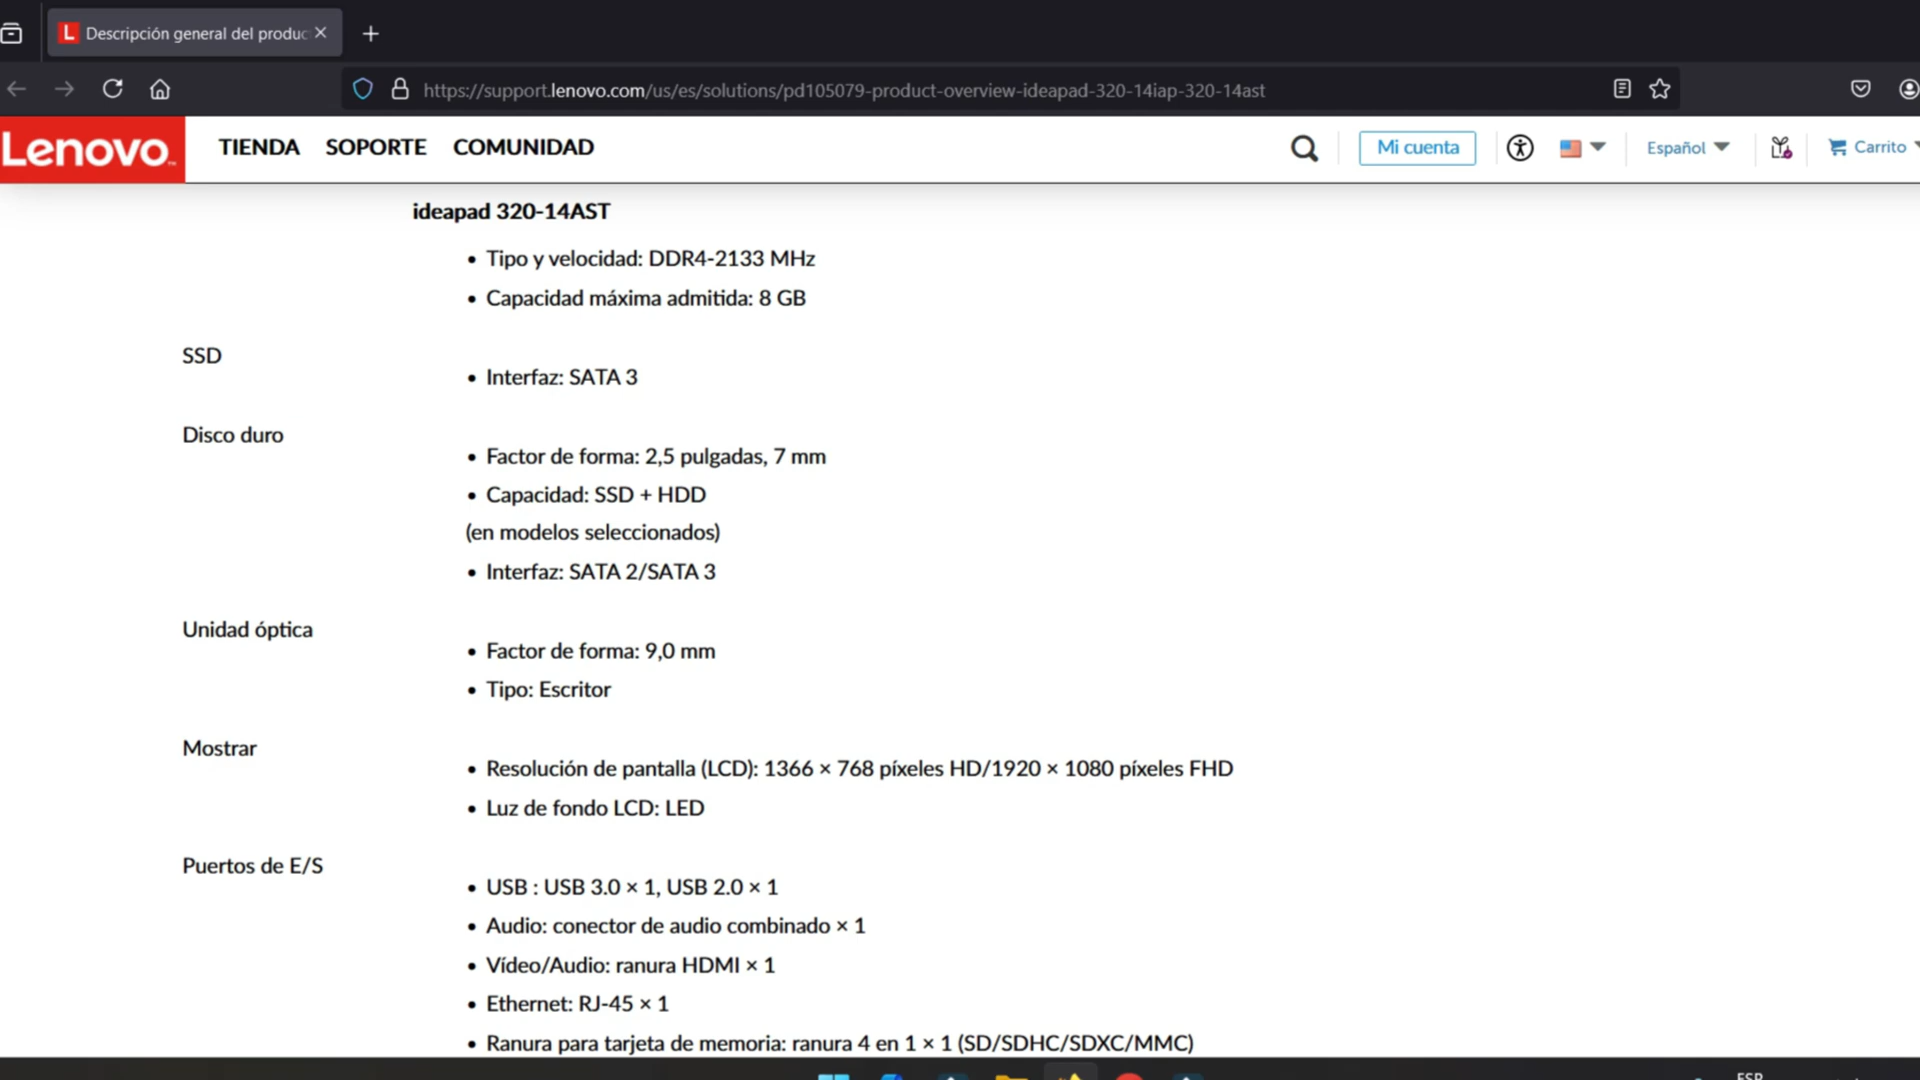 L Descripción general del produc
https://support.lenovo.com/us/es/solutions/pd105079-product-overview-ideapad-320-14iap-320-14ast
Lenovo TIENDA SOPORTE COMUNIDAD Mi cuenta Español Carrito
ideapad 320-14AST
• Tipo y velocidad: DDR4-2133 MHz
• Capacidad máxima admitida: 8 GB
SSD
• Interfaz: SATA 3
Disco duro
• Factor de forma: 2,5 pulgadas, 7 mm
• Capacidad: SSD + HDD
(en modelos seleccionados)
• Interfaz: SATA 2/SATA 3
Unidad óptica
• Factor de forma: 9,0 mm
• Tipo: Escritor
Mostrar
• Resolución de pantalla (LCD): 1366 × 768 píxeles HD/1920 × 1080 píxeles FHD
• Luz de fondo LCD: LED
Puertos de E/S
• USB : USB 3.0 × 1, USB 2.0 × 1
• Audio: conector de audio combinado × 1
• Vídeo/Audio: ranura HDMI × 1
• Ethernet: RJ-45 × 1
• Ranura para tarjeta de memoria: ranura 4 en 1 × 1 (SD/SDHC/SDXC/MMC)
ESP